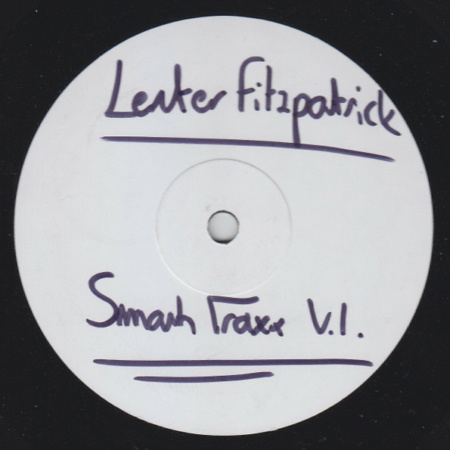 Lester Fitzpatrick
Smash Traxx V.1.